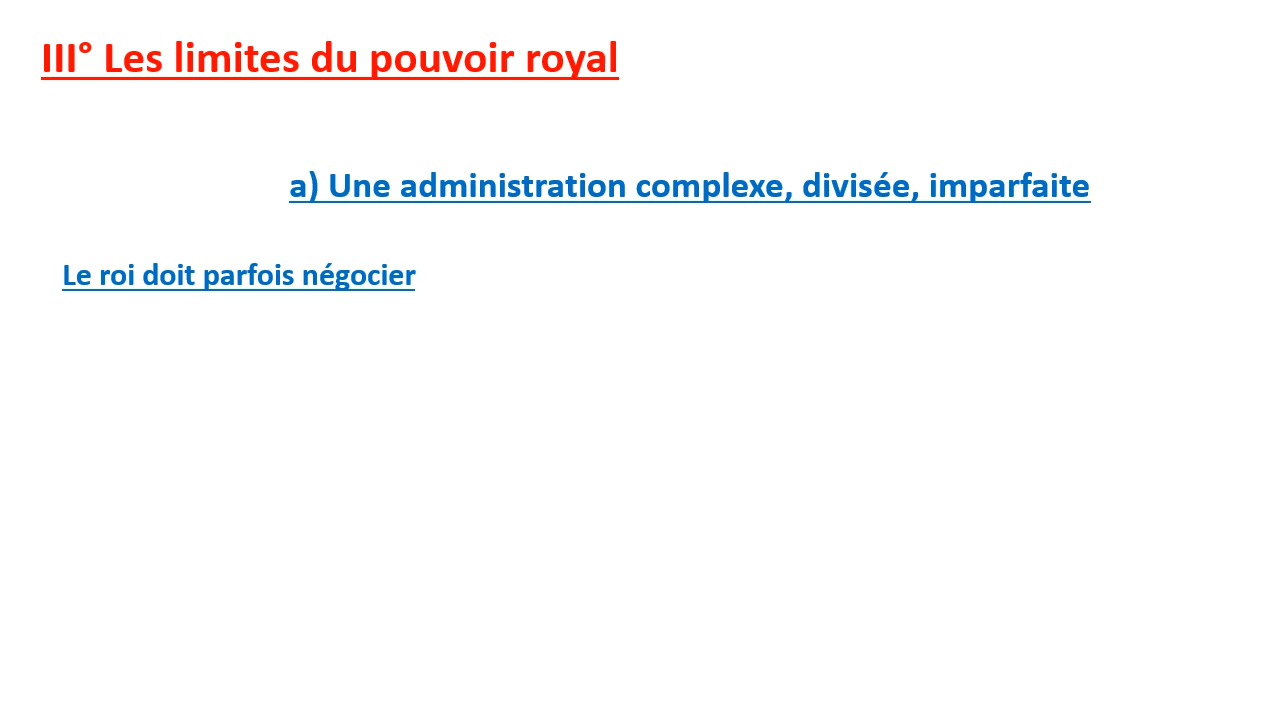 III° Les limites du pouvoir royal
a) Une administration complexe, divisée, imparfaite
Le roi doit parfois négocier